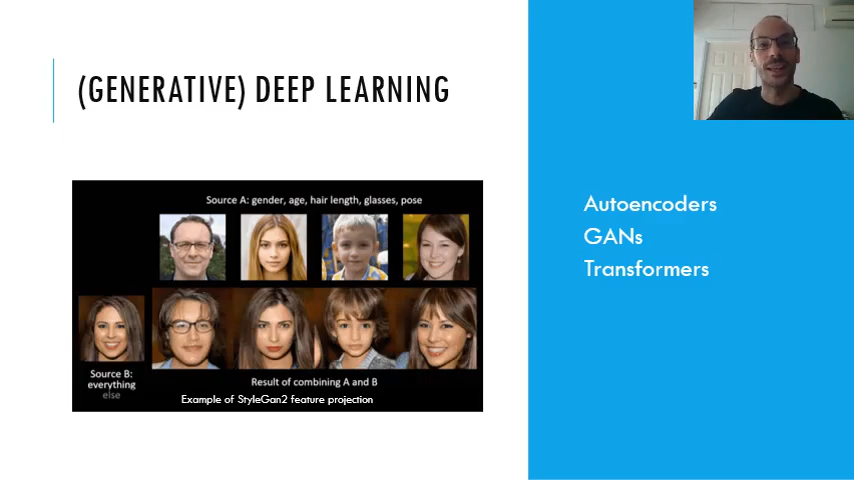 (GENERATIVE) DEEP LEARNING
Source A: gender, age, hair length, glasses, pose
Source B:
everything
else
Result of combining A and B
Example of StyleGan2 feature projection
Autoencoders
GANs
Transformers